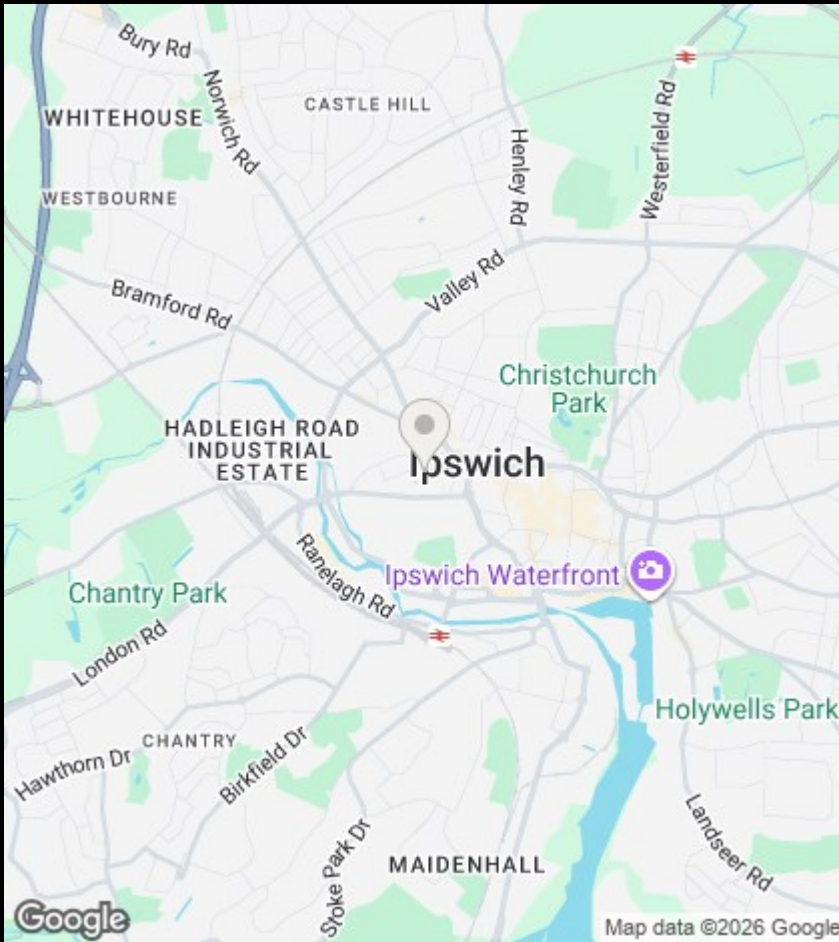 Bury Rd
WHITEHOUSE
Norwich Rd
CASTLE HILL
Henley Rd
Westerfield Rd
WESTBOURNE
Valley Rd
Bramford Rd
Christchurch
Park
HADLEIGH ROAD
INDUSTRIAL
ESTATE
Ipswich
Ranelagh Rd
Ipswich Waterfront
Chantry Park
London Rd
Holywells Park
CHANTRY
Hawthorn Dr
Birkfield Dr
Stoke Park Dr
Landseer Rd
MAIDENHALL
Google
Map data ©2026 Google